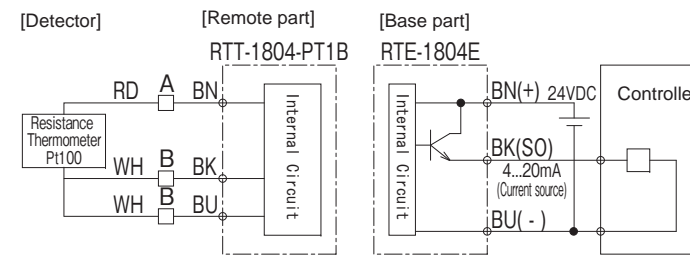 [Detector]
[Remote part]
[Base part]
RTT-1804-PT1B
RTE-1804E
RD
A
BN
BN(+)
24VDC
Controlle
Resistance
Thermometer
Pt100
Internal Circuit
Internal Circuit
WH
B
BK
BK(SO)
4...20mA
(Current source)
WH
B
BU
BU( - )